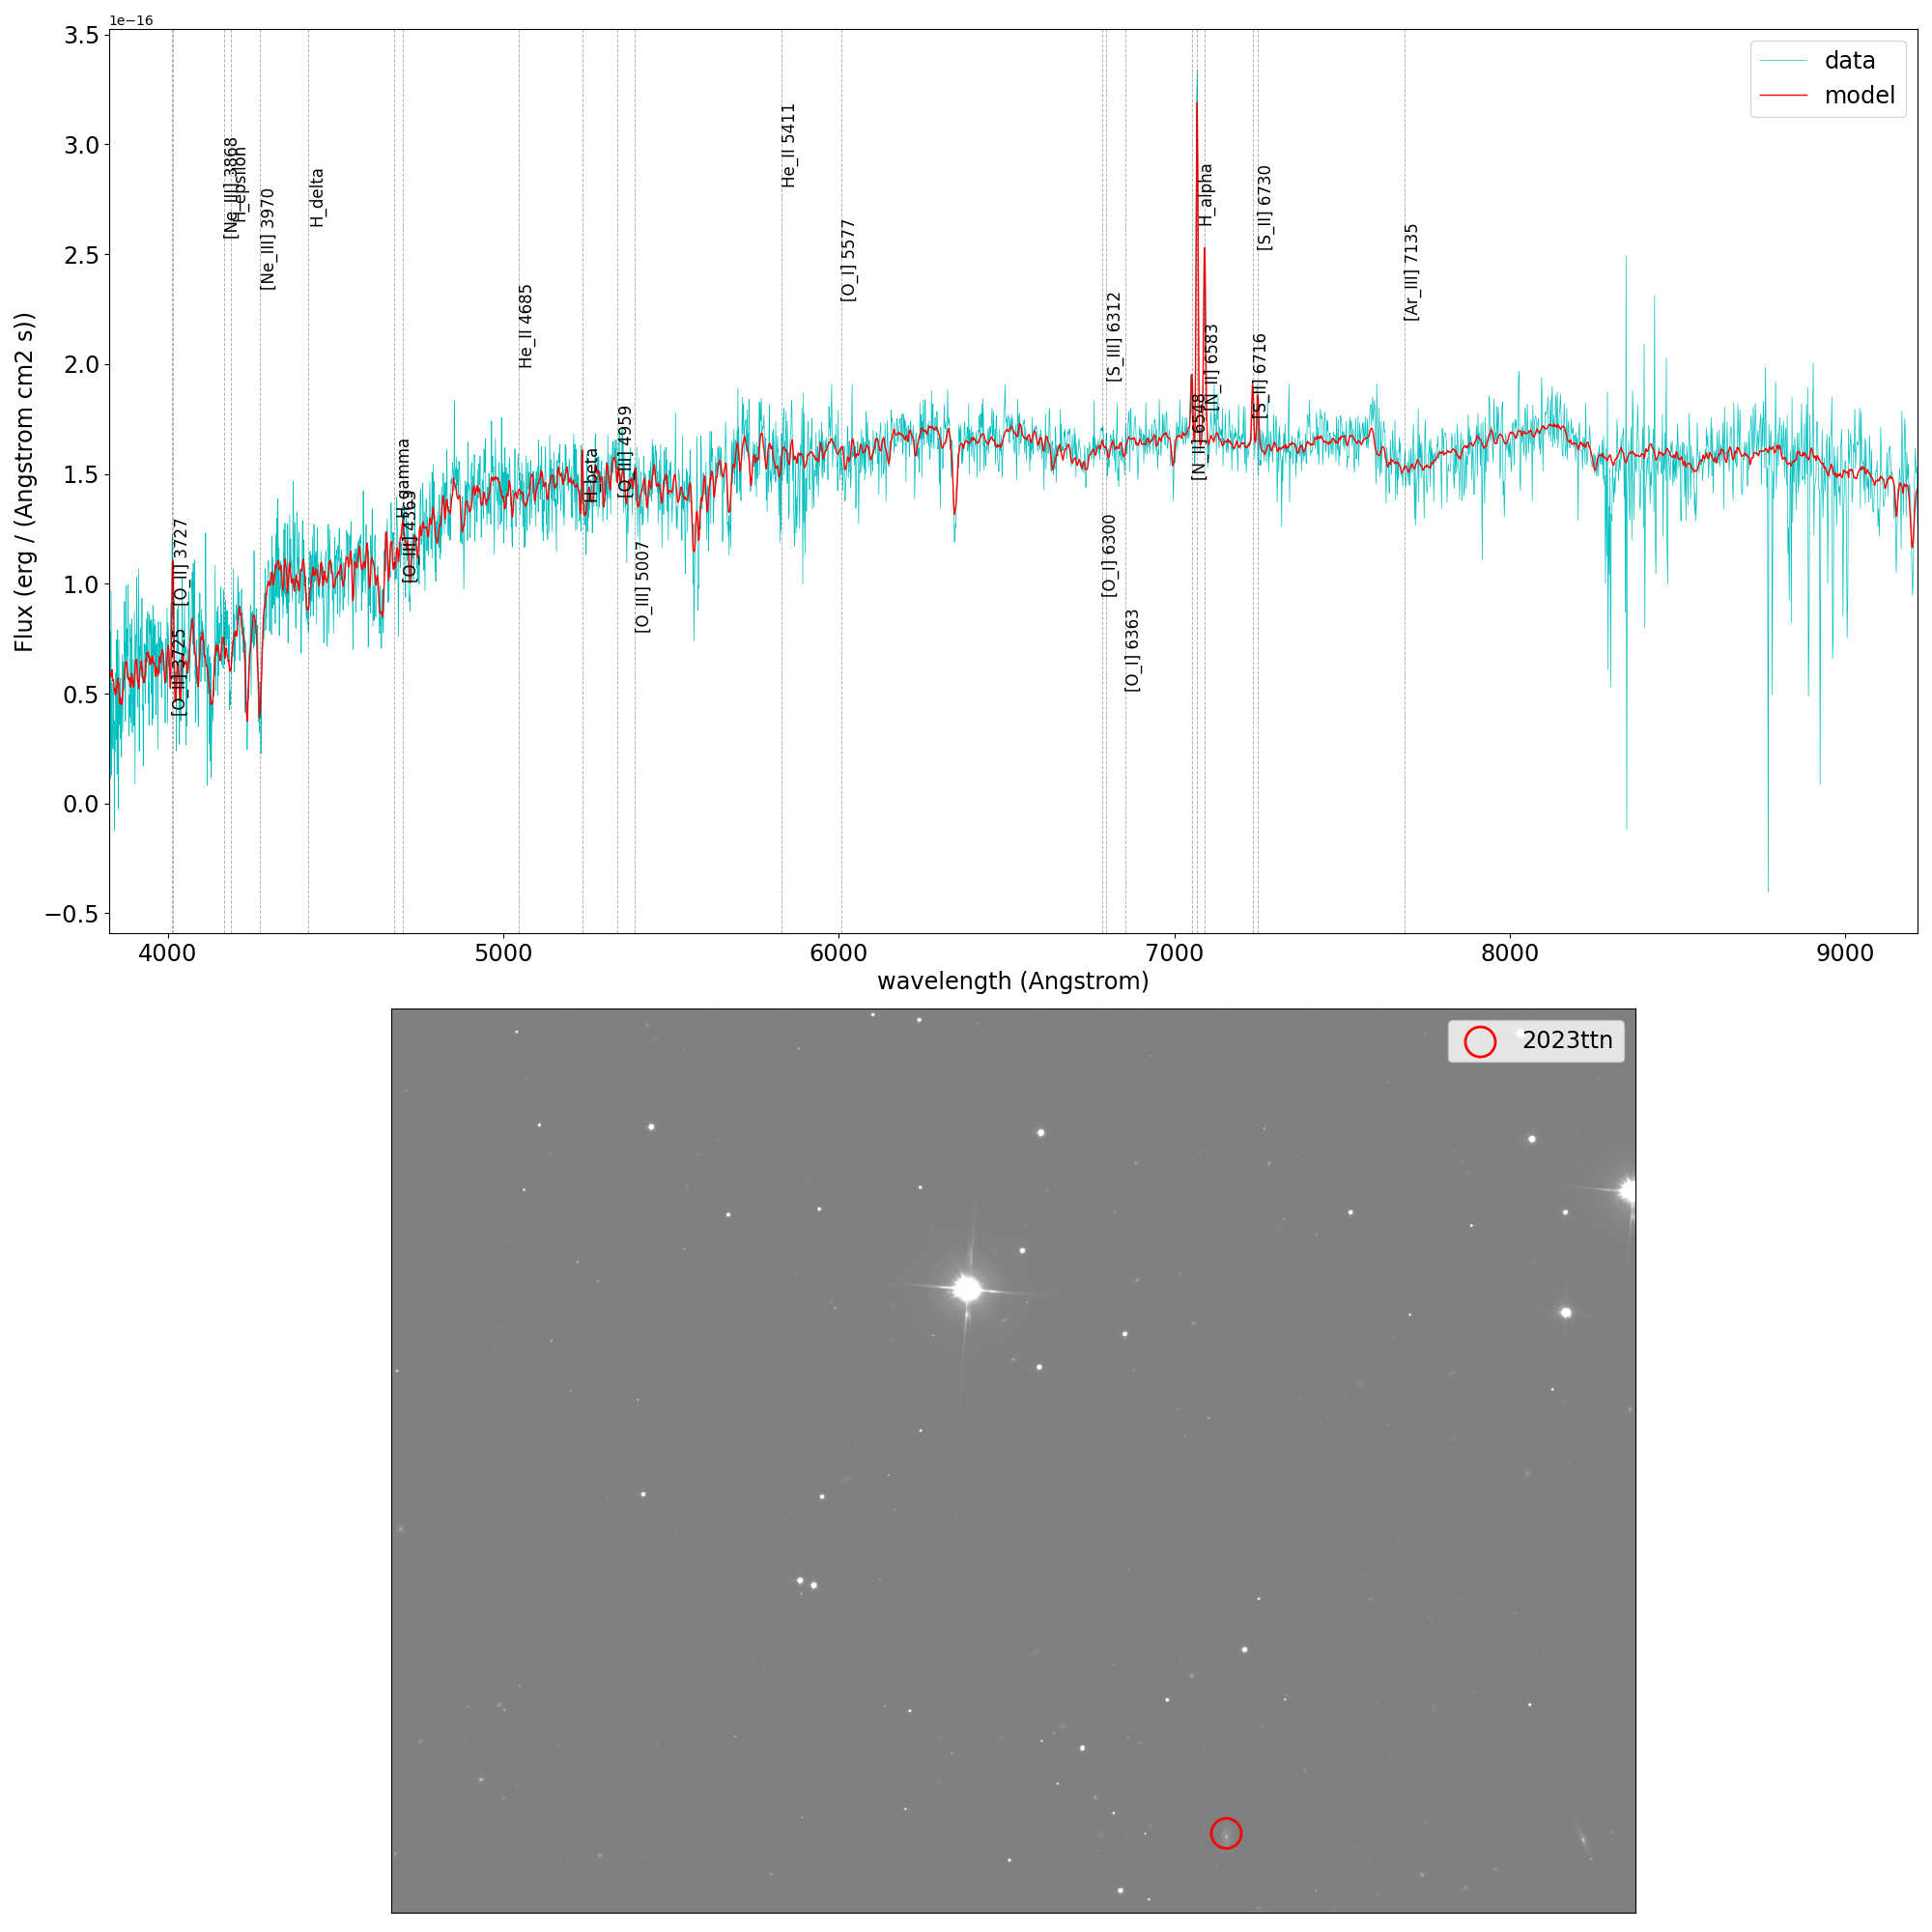 1e−16
data
model
3.5
3.0
2.5
2.0
1.5
1.0
0.5
0.0
−0.5
Flux (erg / (Angstrom cm2 s))
[O_II] 3725
[O_II] 3727
[Ne_III] 3868
H_epsilon
[Ne_III] 3970
H_delta
H_gamma
[O_III] 4363
He_II 4685
H_beta
[O_III] 4959
[O_III] 5007
He_II 5411
[O_I] 5577
[O_I] 6300
[S_III] 6312
[O_I] 6363
[N_II] 6548
H_alpha
[N_II] 6583
[S_II] 6716
[S_II] 6730
[Ar_III] 7135
4000 5000 6000 7000 8000 9000
wavelength (Angstrom)
2023ttn